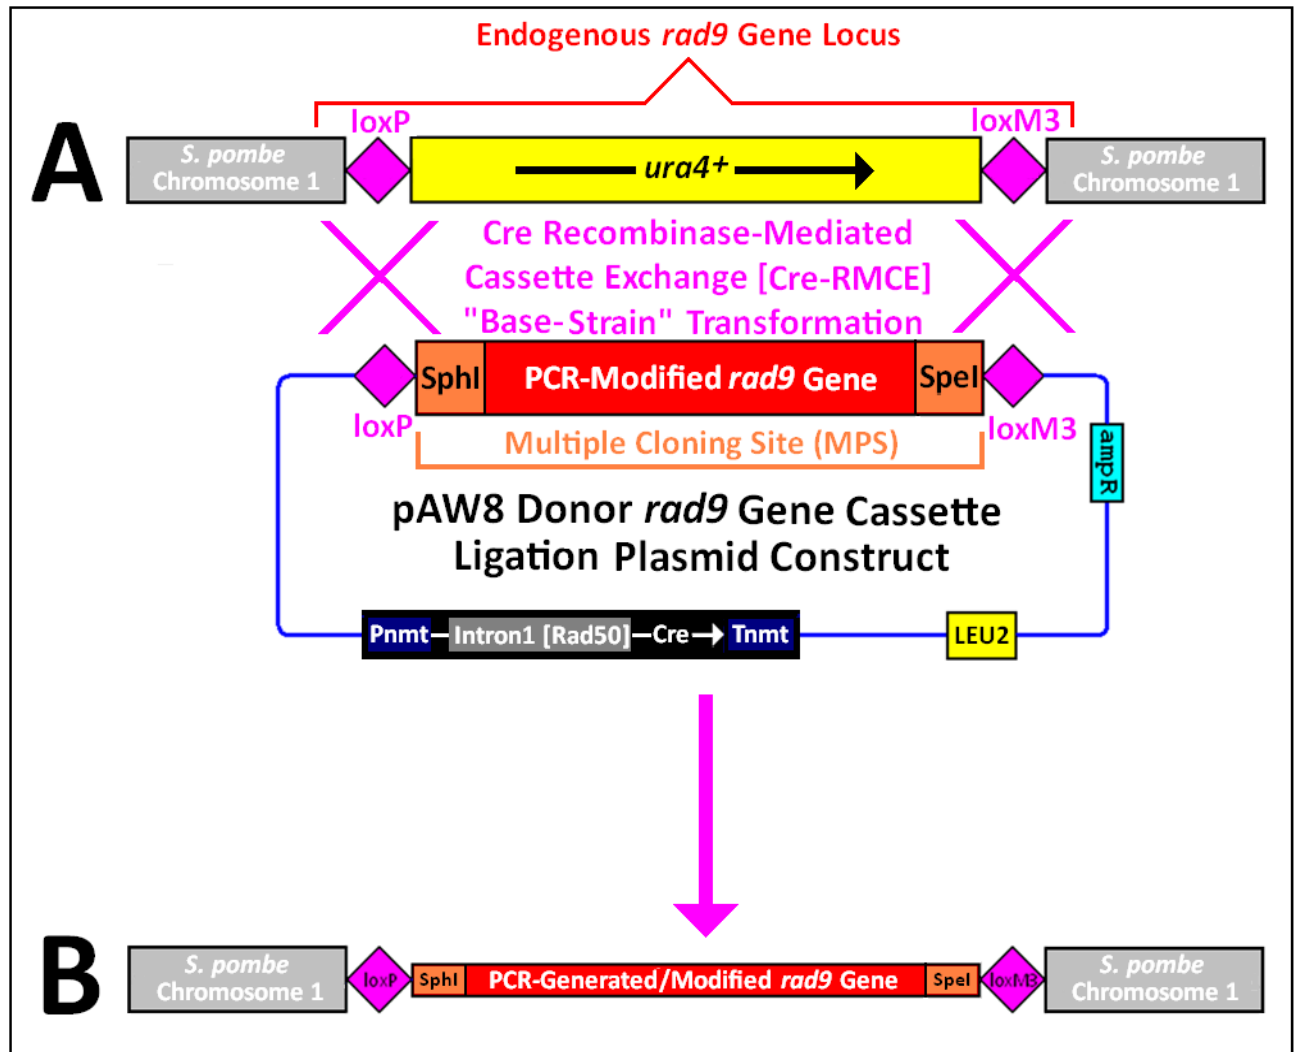 Endogenous rad9 Gene Locus
A
loxP
loxM3
S. pombe
Chromosome 1
ura4+
S. pombe
Chromosome 1
Cre Recombinase-Mediated
Cassette Exchange [Cre-RMCE]
"Base-Strain" Transformation
SphI
PCR-Modified rad9 Gene
SpeI
loxP
loxM3
Multiple Cloning Site (MPS)
ampR
pAW8 Donor rad9 Gene Cassette
Ligation Plasmid Construct
Pnmt
Intron1 [Rad50]
Cre
Tnmt
LEU2
B
S. pombe
Chromosome 1
loxP
SphI
PCR-Generated/Modified rad9 Gene
SpeI
loxM3
S. pombe
Chromosome 1